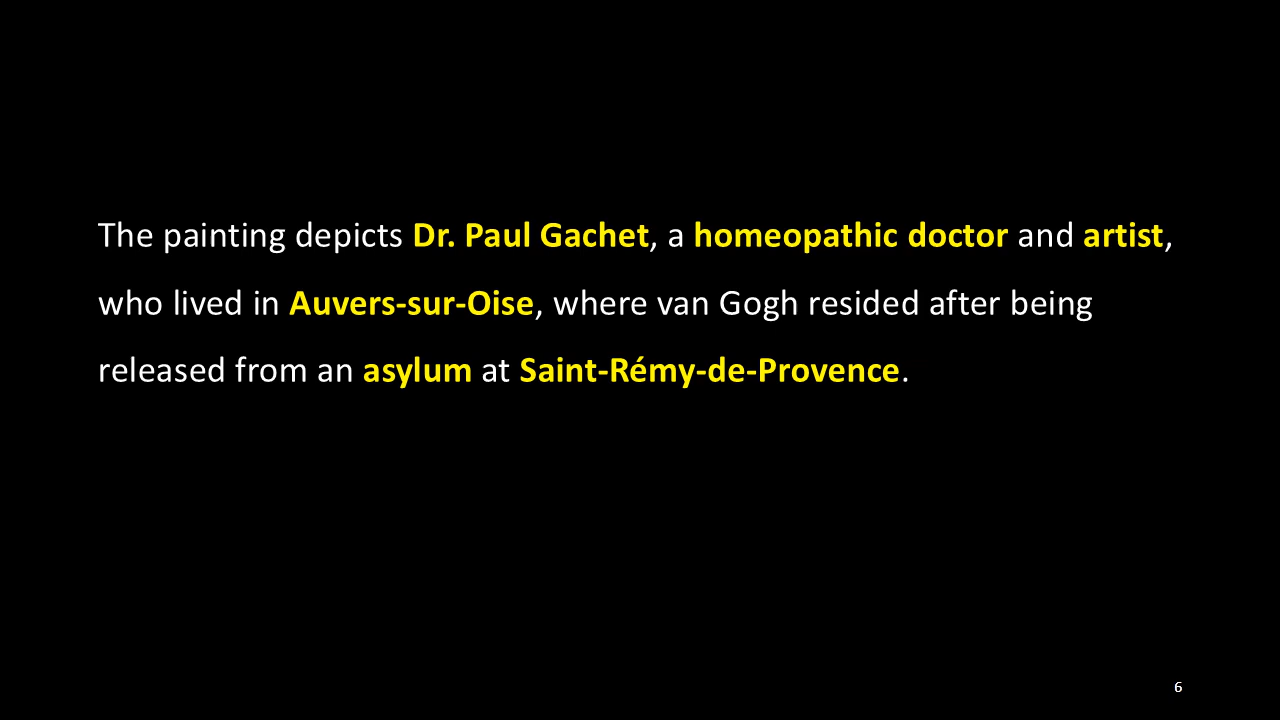 The painting depicts Dr. Paul Gachet, a homeopathic doctor and artist,
who lived in Auvers-sur-Oise, where van Gogh resided after being
released from an asylum at Saint-Rémy-de-Provence.
6